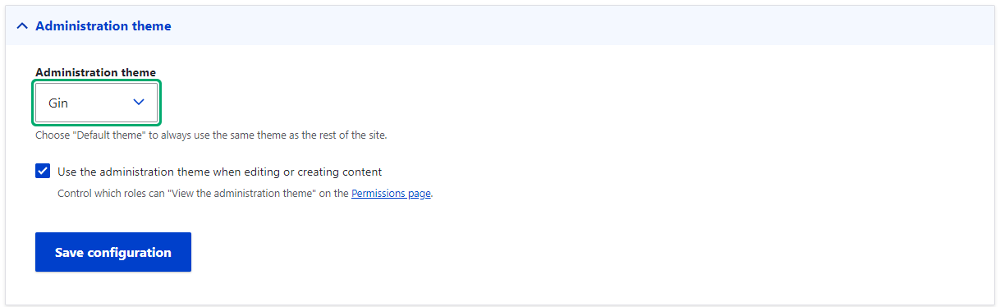 Administration theme
Administration theme
Gin
Choose "Default theme" to always use the same theme as the rest of the site.
Use the administration theme when editing or creating content
Control which roles can "View the administration theme" on the Permissions page.
Save configuration